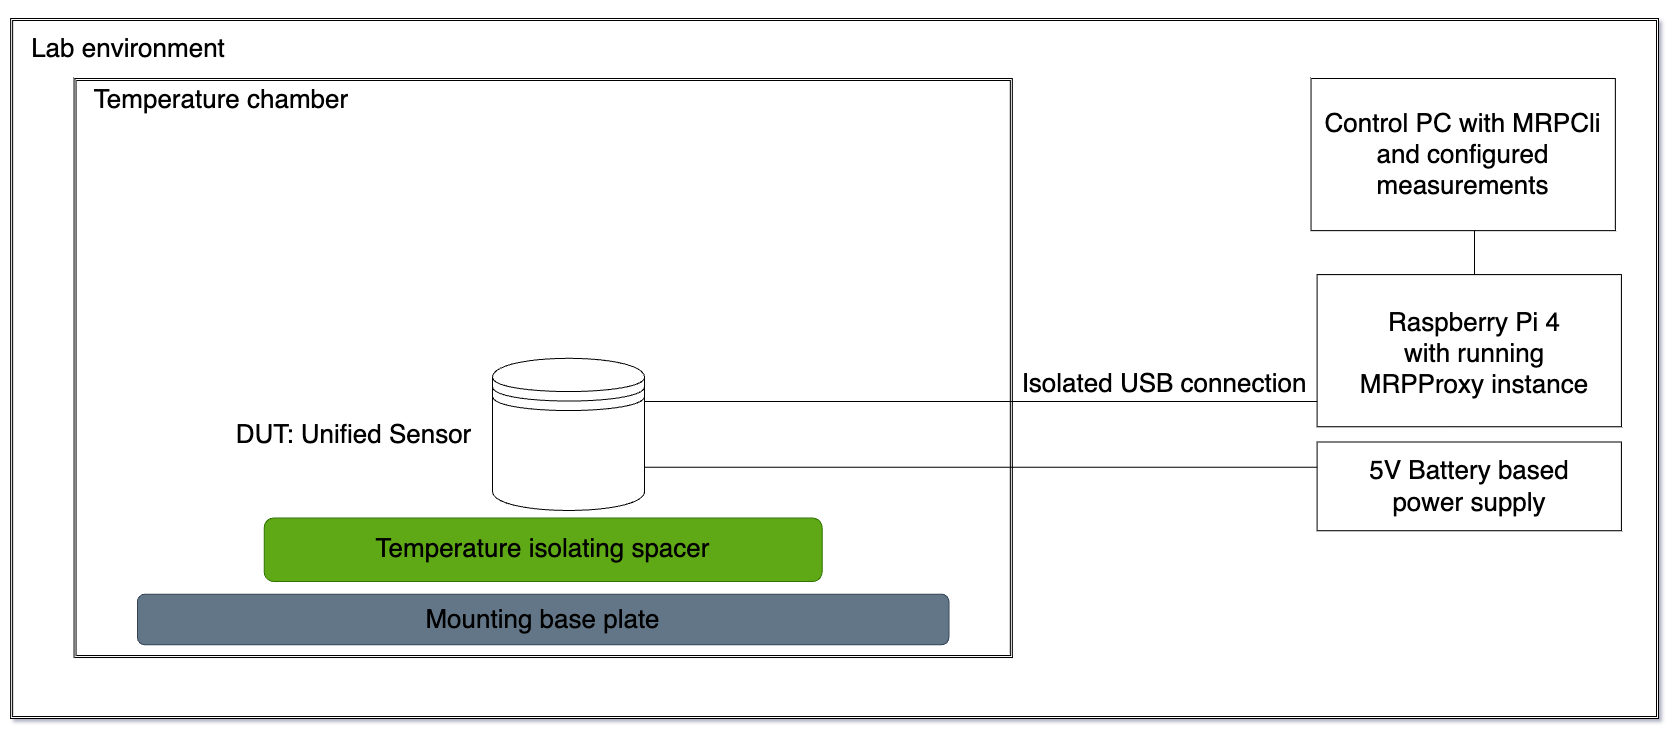 Lab environment
Temperature chamber
Control PC with MRPCli
and configured
measurements
Raspberry Pi 4
with running
MRPProxy instance
Isolated USB connection
DUT: Unified Sensor
5V Battery based
power supply
Temperature isolating spacer
Mounting base plate